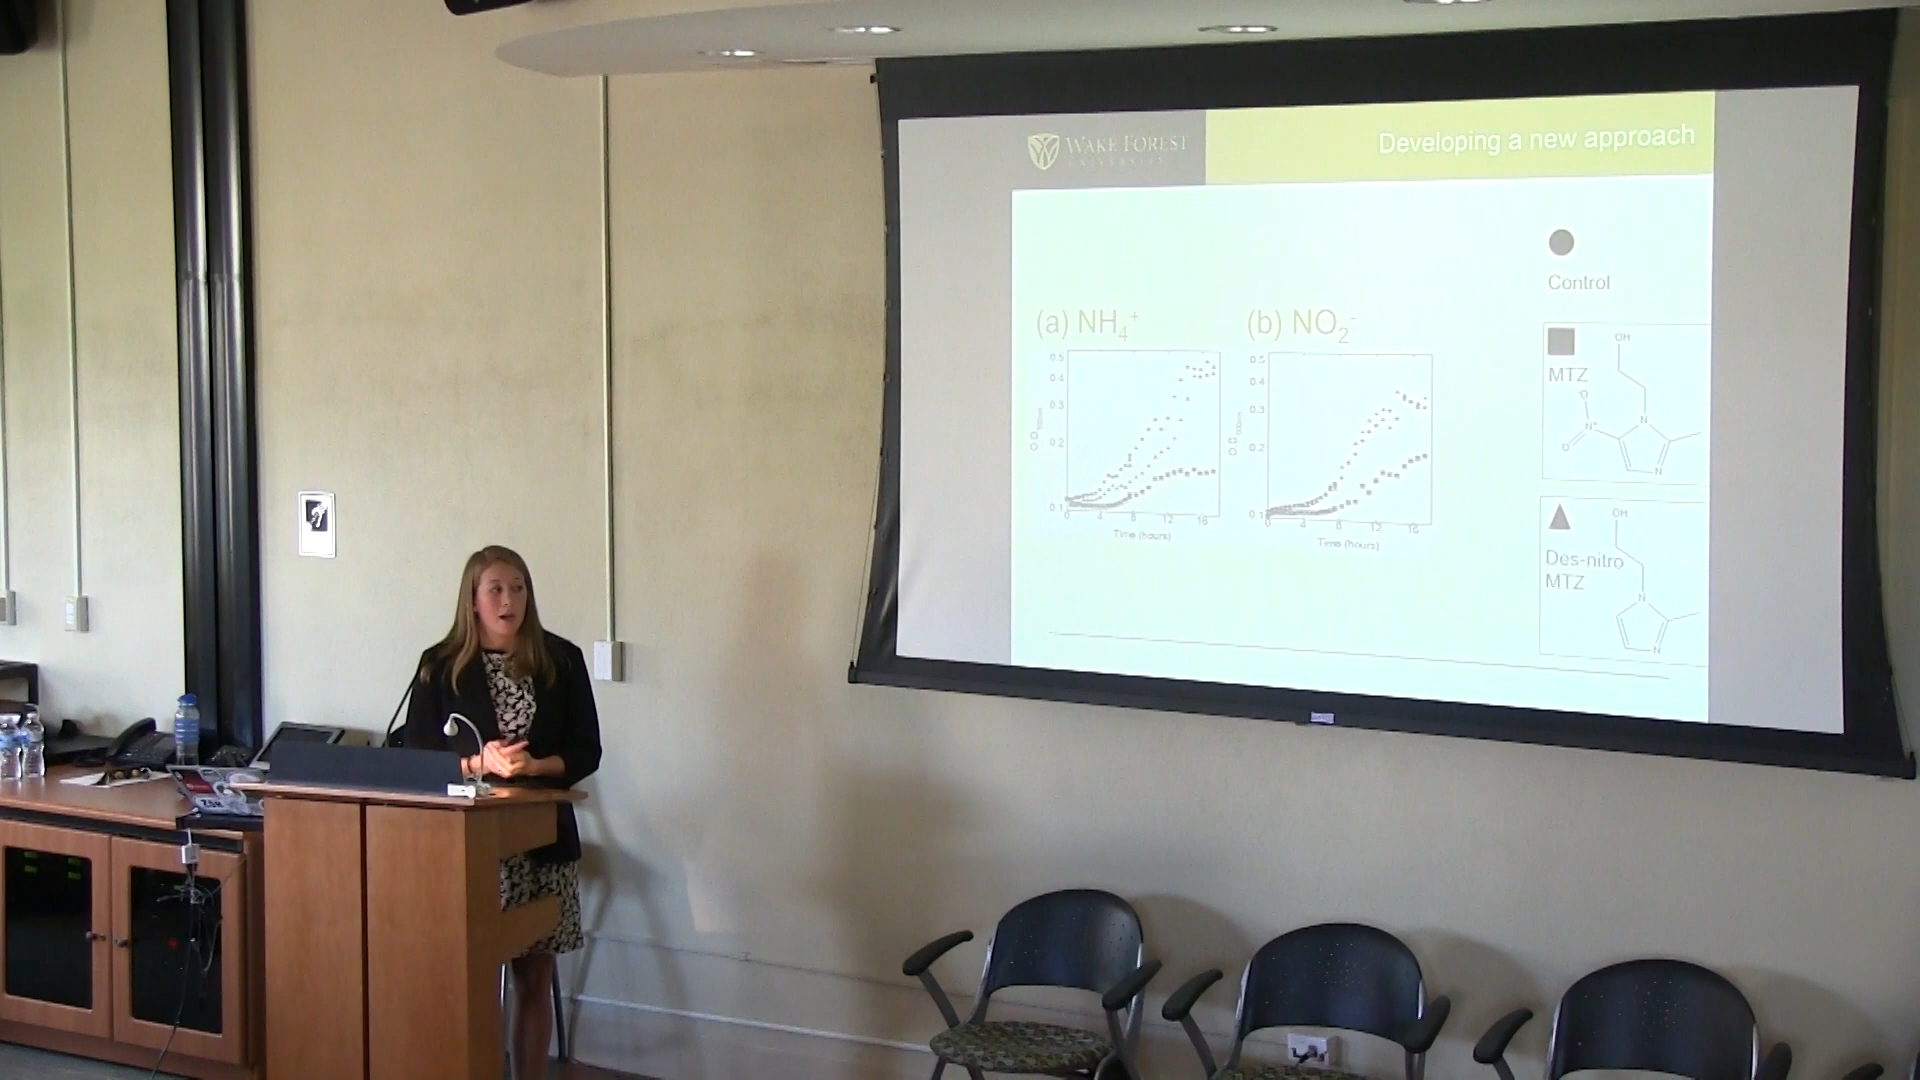 WAKE FOREST
UNIVERSITY
Developing a new approach
Control
(a) NH4+
(b) NO2-
0.5
0.4
0.3
0.2
0.1
0 4 8 12 16
Time (hours)
0.5
0.4
0.3
0.2
0.1
0 4 8 12 16
Time (hours)
MTZ
OH
O
N+
O
N
N
Des-nitro
MTZ
OH
N
N